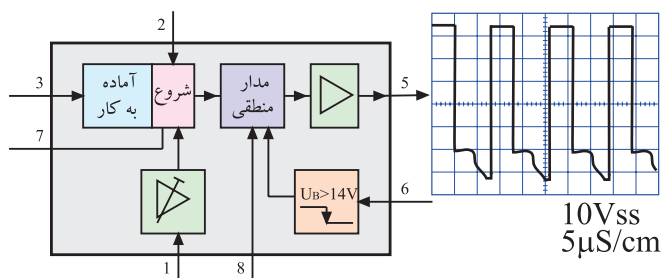 2
3
آماده
به کار
شروع
مدار
منطقی
5
7
UB>14V
6
1
8
10Vss
5µS/cm